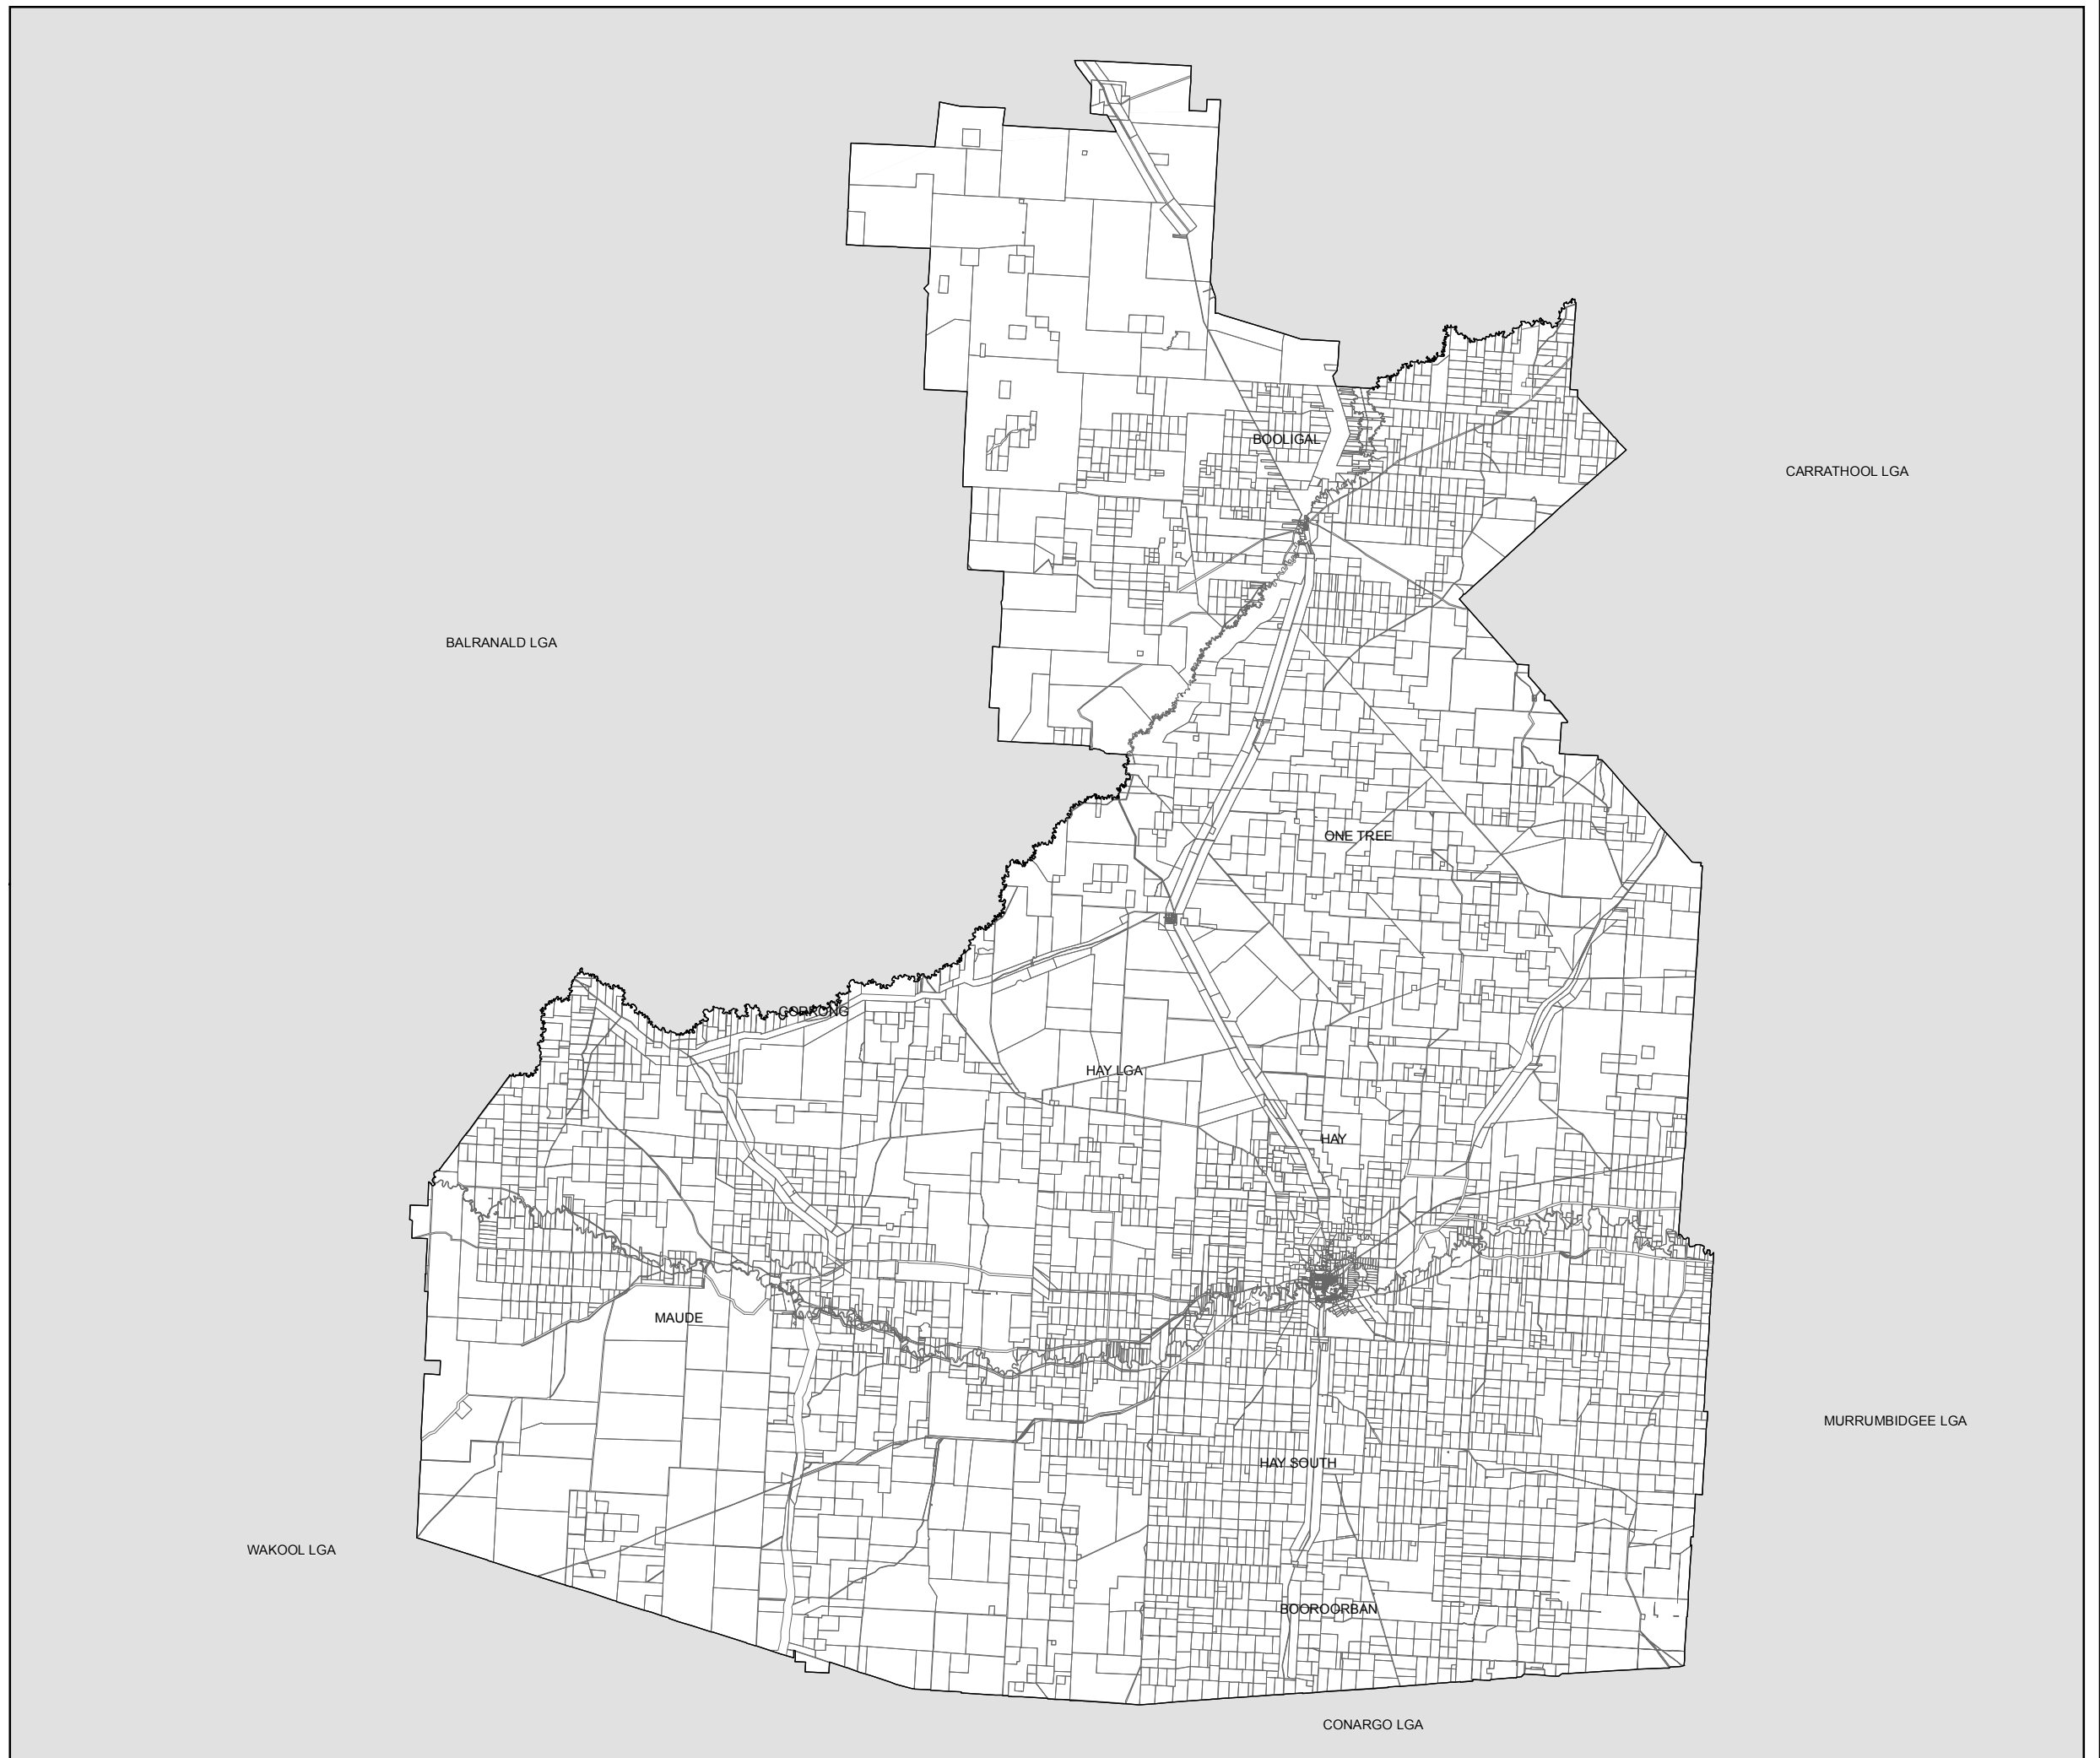 BOOLIGAL
CARRATHOOL LGA
BALRANALD LGA
ONE TREE
CORRONG
HAY LGA
HAY
MAUDE
MURRUMBIDGEE LGA
HAY SOUTH
WAKOOL LGA
BOOROORBAN
CONARGO LGA